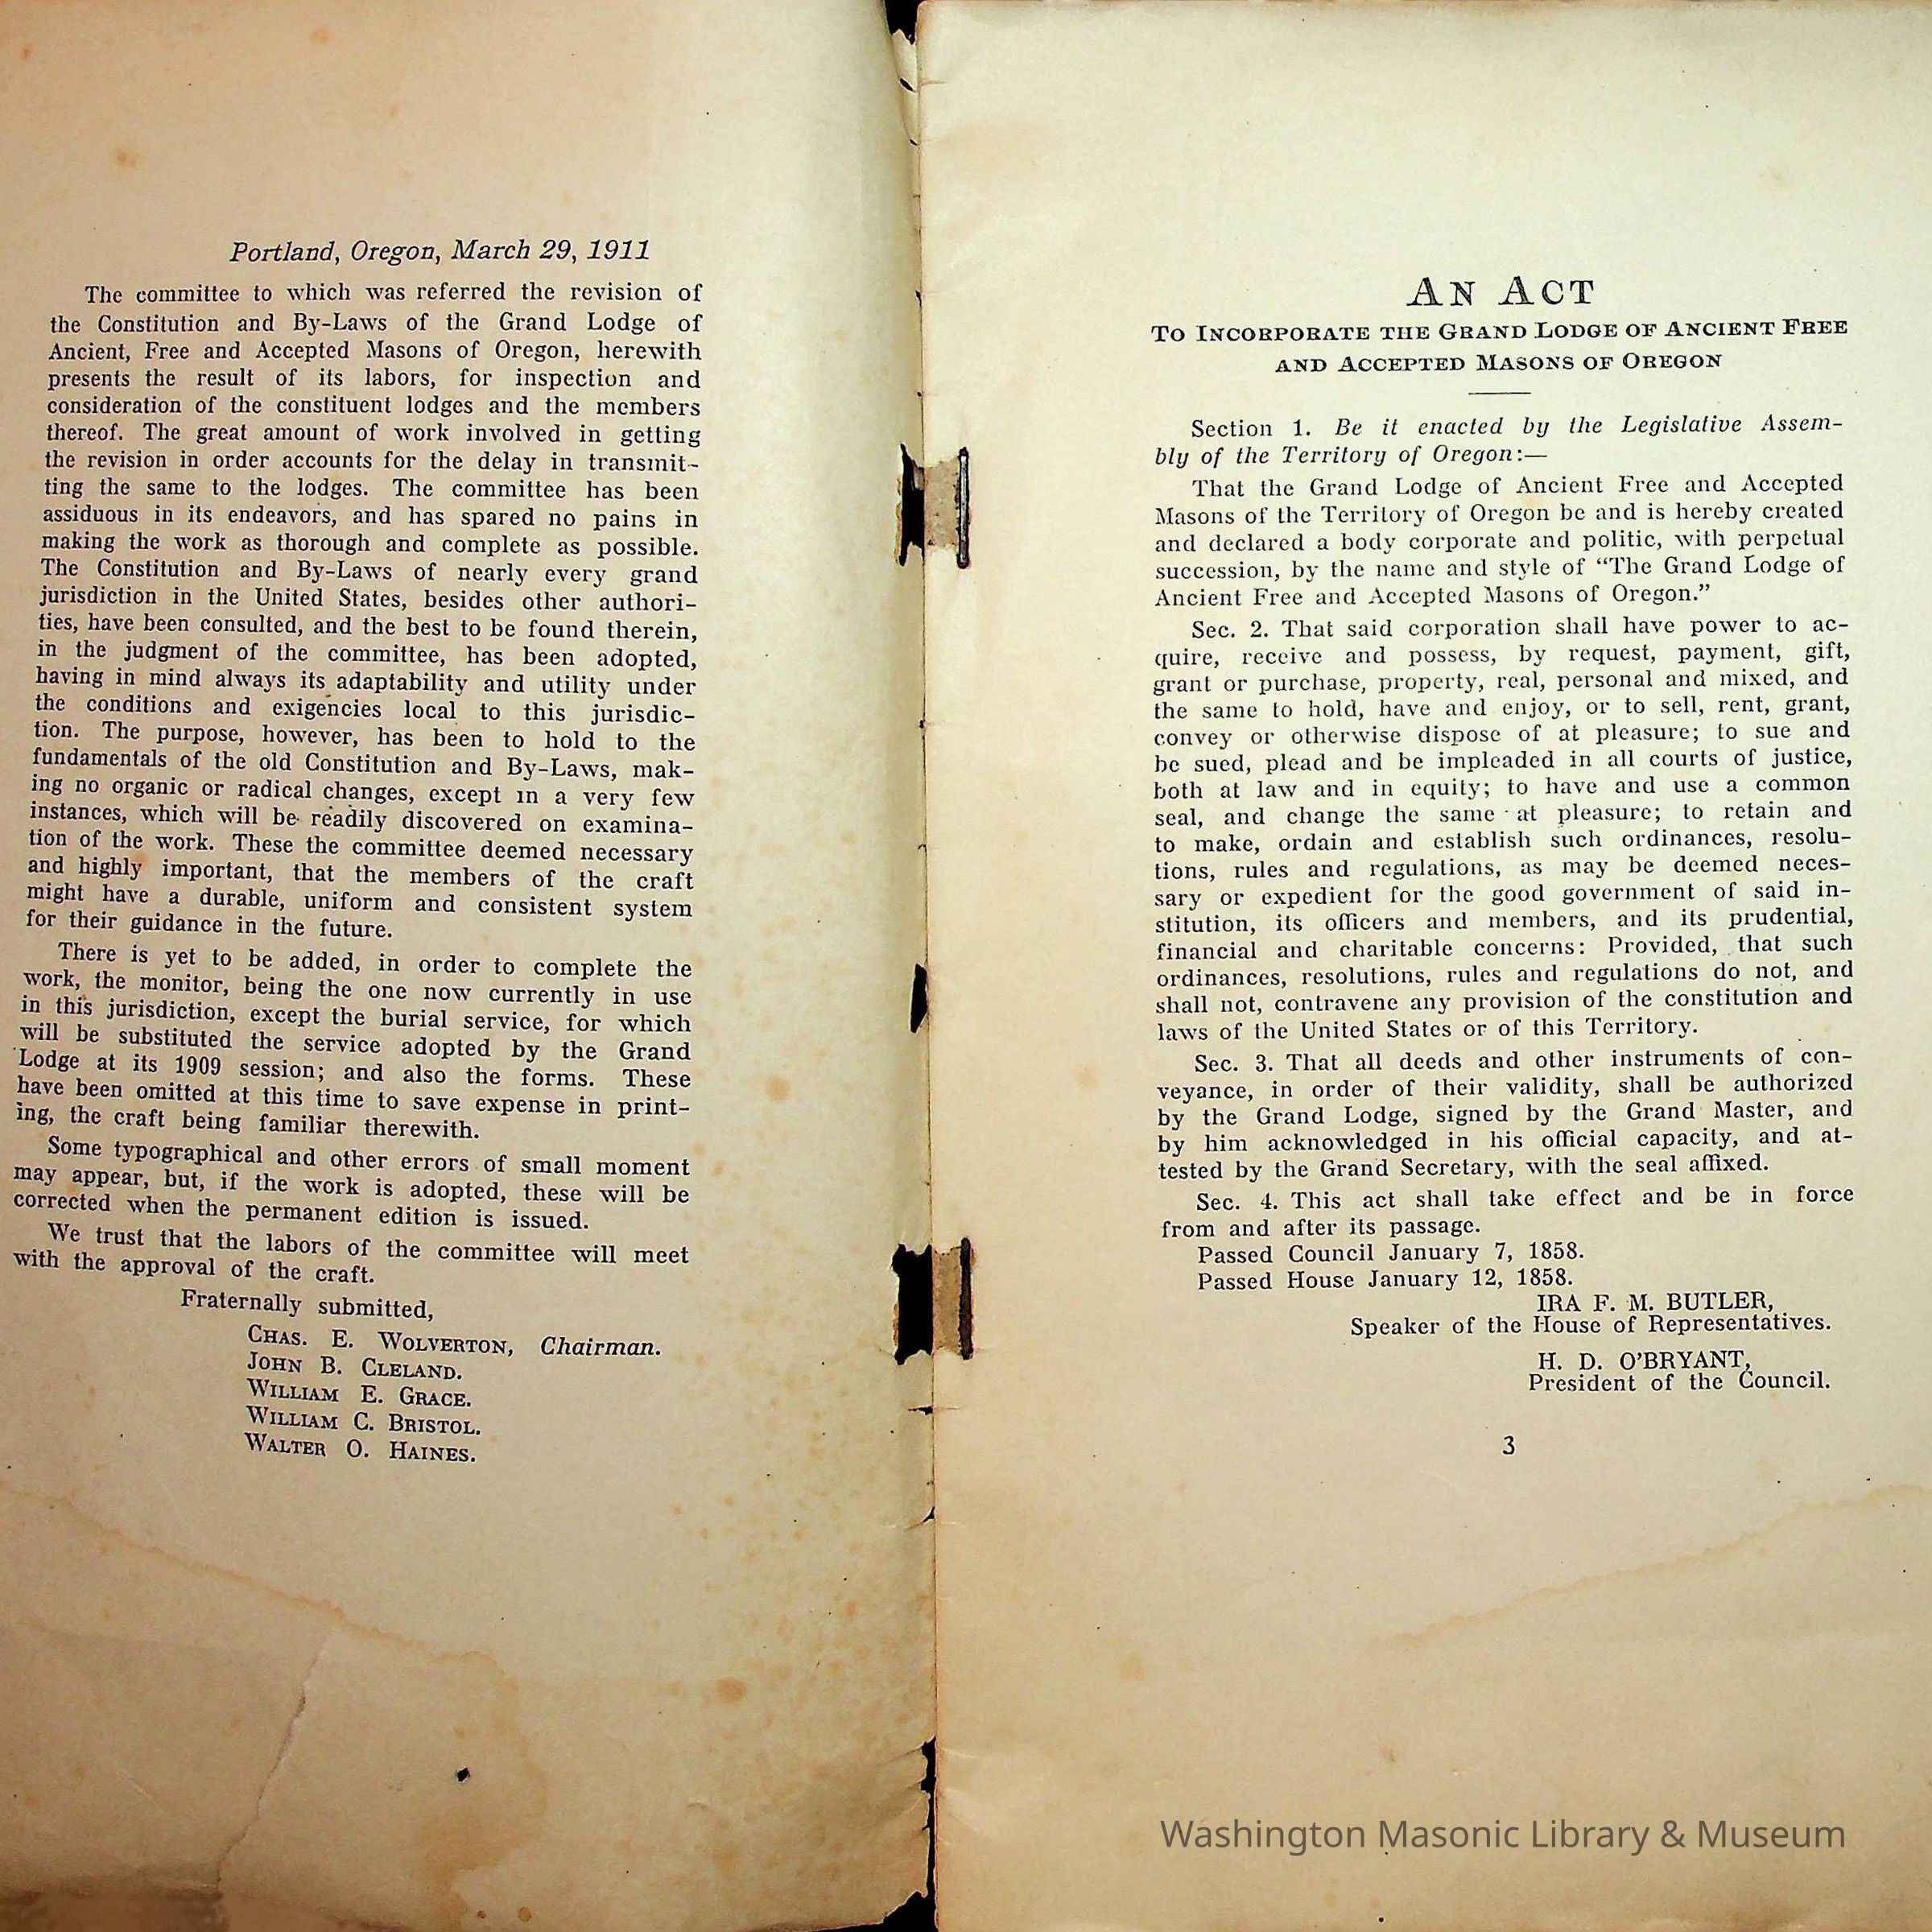 Portland, Oregon, March 29, 1911
The committee to which was referred the revision of
the Constitution and By-Laws of the Grand Lodge of
Ancient, Free and Accepted Masons of Oregon, herewith
presents the result of its labors, for inspection and
consideration of the constituent lodges and the members
thereof. The great amount of work involved in getting
the revision in order accounts for the delay in transmit-
ting the same to the lodges. The committee has been
assiduous in its endeavors, and has spared no pains in
making the work as thorough and complete as possible.
The Constitution and By-Laws of nearly every grand
jurisdiction in the United States, besides other authori-
ties, have been consulted, and the best to be found therein,
in the judgment of the committee, has been adopted,
having in mind always its adaptability and utility under
the conditions and exigencies local to this jurisdic-
tion. The purpose, however, has been to hold to the
fundamentals of the old Constitution and By-Laws, mak-
ing no organic or radical changes, except in a very few
instances, which will be readily discovered on examina-
tion of the work. These the committee deemed necessary
and highly important, that the members of the craft
might have a durable, uniform and consistent system
for their guidance in the future.
There is yet to be added, in order to complete the
work, the monitor, being the one now currently in use
in this jurisdiction, except the burial service, for which
will be substituted the service adopted by the Grand
Lodge at its 1909 session; and also the forms. These
have been omitted at this time to save expense in print-
ing, the craft being familiar therewith.
Some typographical and other errors of small moment
may appear, but, if the work is adopted, these will be
corrected when the permanent edition is issued.
We trust that the labors of the committee will meet
with the approval of the craft.
Fraternally submitted,
CHAS. E. WOLVERTON, Chairman.
JOHN B. CLELAND.
WILLIAM E. GRACE.
WILLIAM C. BRISTOL.
WALTER O. HAINES.
AN ACT
TO INCORPORATE THE GRAND LODGE OF ANCIENT FREE
AND ACCEPTED MASONS OF OREGON
Section 1. Be it enacted by the Legislative Assem-
bly of the Territory of Oregon:—
That the Grand Lodge of Ancient Free and Accepted
Masons of the Territory of Oregon be and is hereby created
and declared a body corporate and politic, with perpetual
succession, by the name and style of “The Grand Lodge of
Ancient Free and Accepted Masons of Oregon.”
Sec. 2. That said corporation shall have power to ac-
quire, receive and possess, by request, payment, gift,
grant or purchase, property, real, personal and mixed, and
the same to hold, have and enjoy, or to sell, rent, grant,
convey or otherwise dispose of at pleasure; to sue and
be sued, plead and be impleaded in all courts of justice,
both at law and in equity; to have and use a common
seal, and change the same at pleasure; to retain and
to make, ordain and establish such ordinances, resolu-
tions, rules and regulations, as may be deemed neces-
sary or expedient for the good government of said in-
stitution, its officers and members, and its prudential,
financial and charitable concerns: Provided, that such
ordinances, resolutions, rules and regulations do not, and
shall not, contravene any provision of the constitution and
laws of the United States or of this Territory.
Sec. 3. That all deeds and other instruments of con-
veyance, in order of their validity, shall be authorized
by the Grand Lodge, signed by the Grand Master, and
by him acknowledged in his official capacity, and at-
tested by the Grand Secretary, with the seal affixed.
Sec. 4. This act shall take effect and be in force
from and after its passage.
Passed Council January 7, 1858.
Passed House January 12, 1858.
IRA F. M. BUTLER,
Speaker of the House of Representatives.
H. D. O’BRYANT,
President of the Council.
3
Washington Masonic Library & Museum